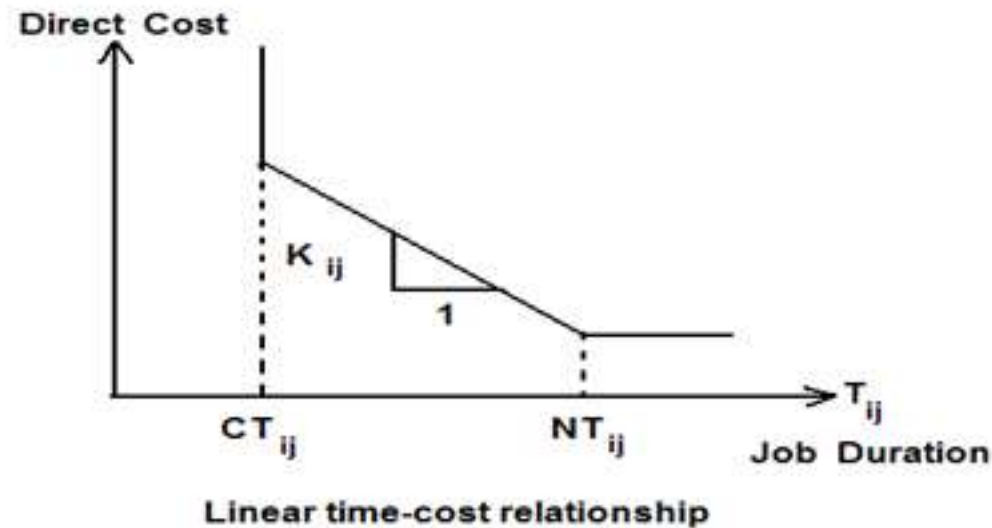 Direct Cost
K ij
1
T ij
CT ij
NT ij
Job Duration
Linear time-cost relationship